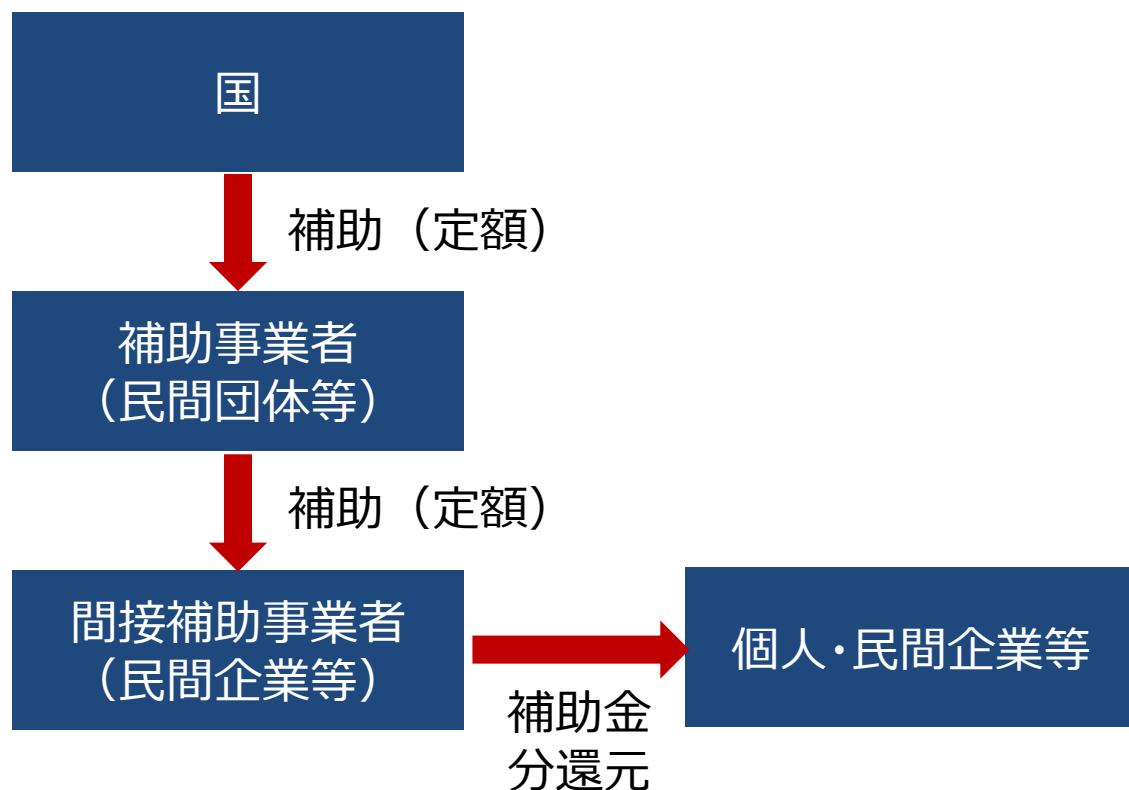 国
補助（定額）
補助事業者
（民間団体等）
補助（定額）
間接補助事業者
（民間企業等）
個人・民間企業等
補助金
分還元